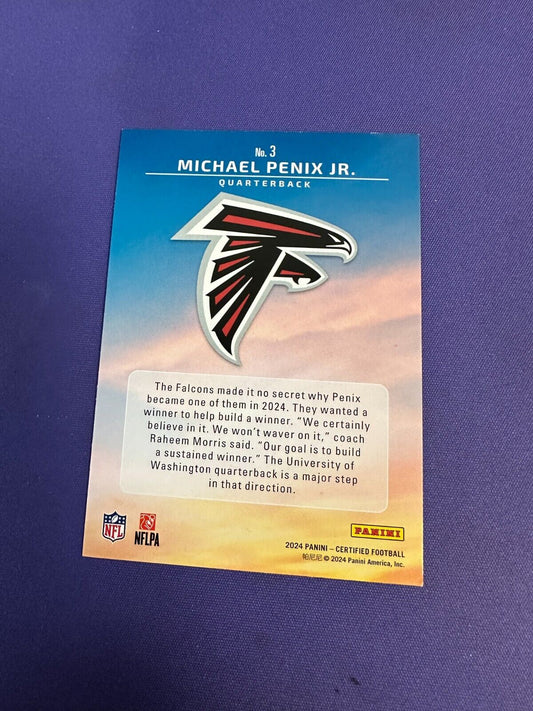 No. 3
MICHAEL PENIX JR.
QUARTERBACK
The Falcons made it no secret why Penix
became one of them in 2024. They wanted a
winner to help build a winner. “We certainly
believe in it. We won’t waver on it,” coach
Raheem Morris said. “Our goal is to build
a sustained winner.” The University of
Washington quarterback is a major step
in that direction.
NFL
NFLPA
PANINI
2024 PANINI – CERTIFIED FOOTBALL
帕尼尼 © 2024 Panini America, Inc.